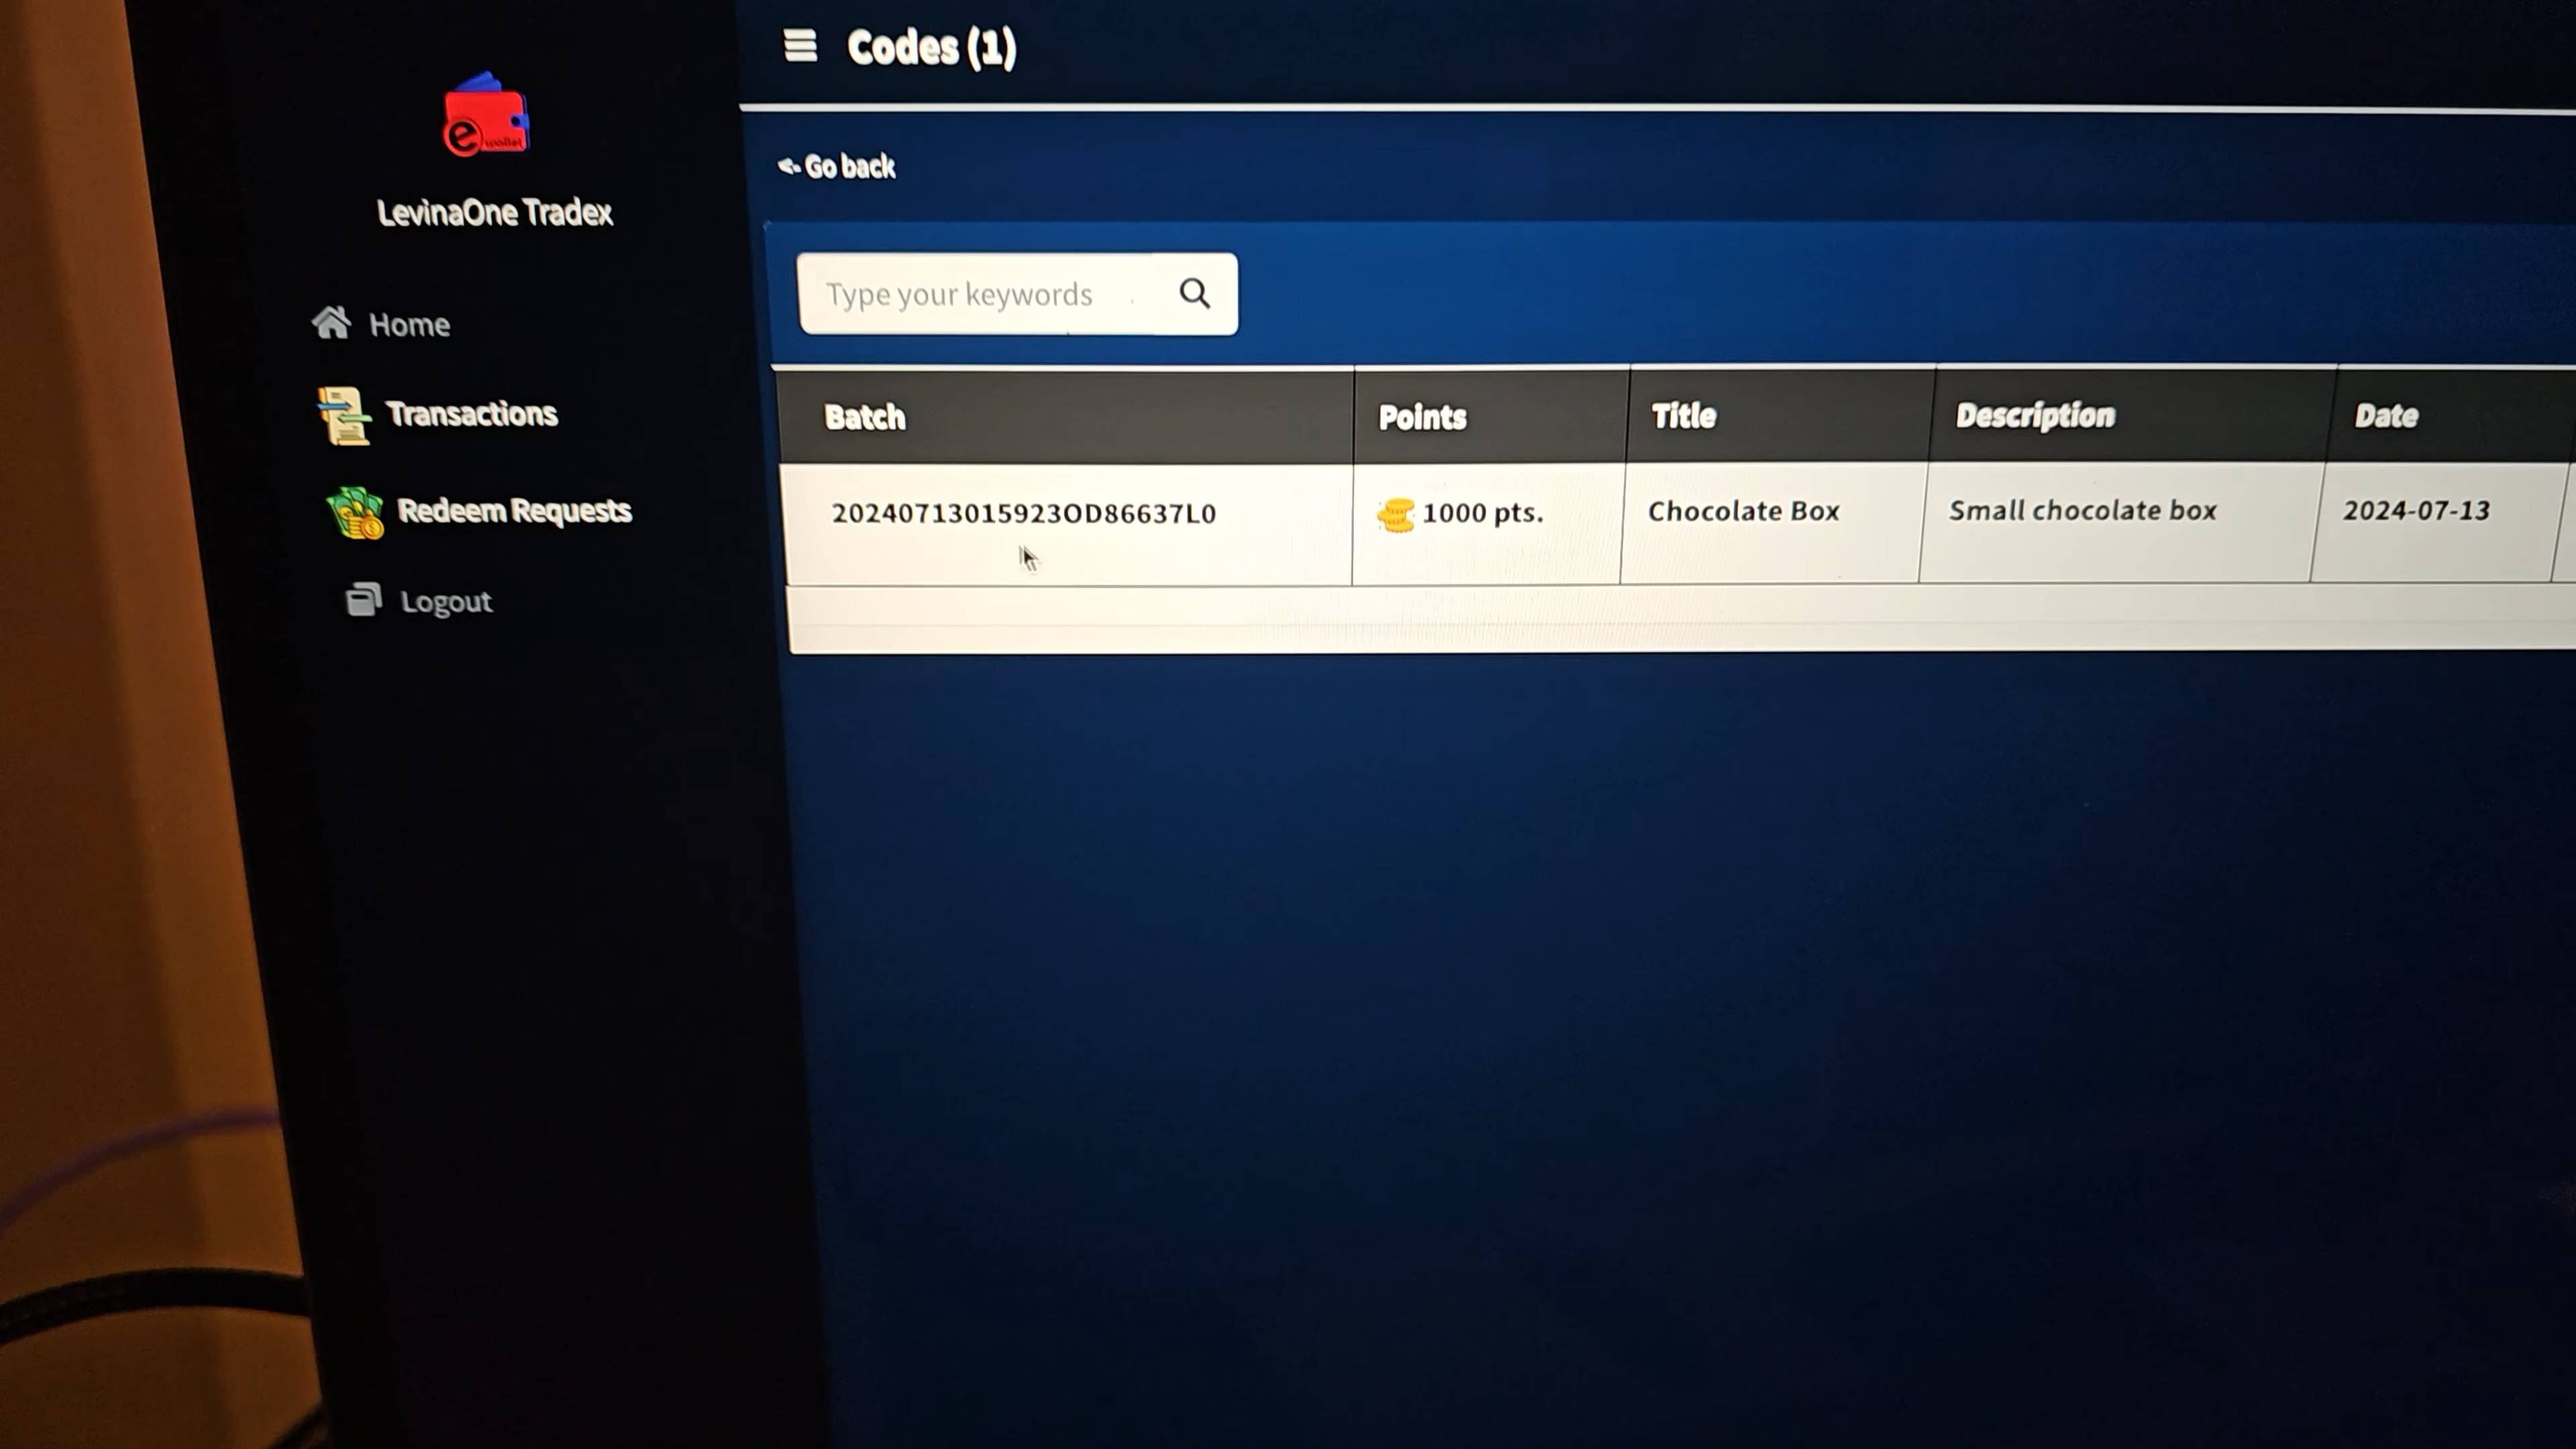 Codes (1)
e wallet
LevinaOne Tradex
Home
Transactions
Redeem Requests
Logout
<- Go back
Type your keywords
Batch Points Title Description Date
20240713015923OD86637L0 1000 pts. Chocolate Box Small chocolate box 2024-07-13